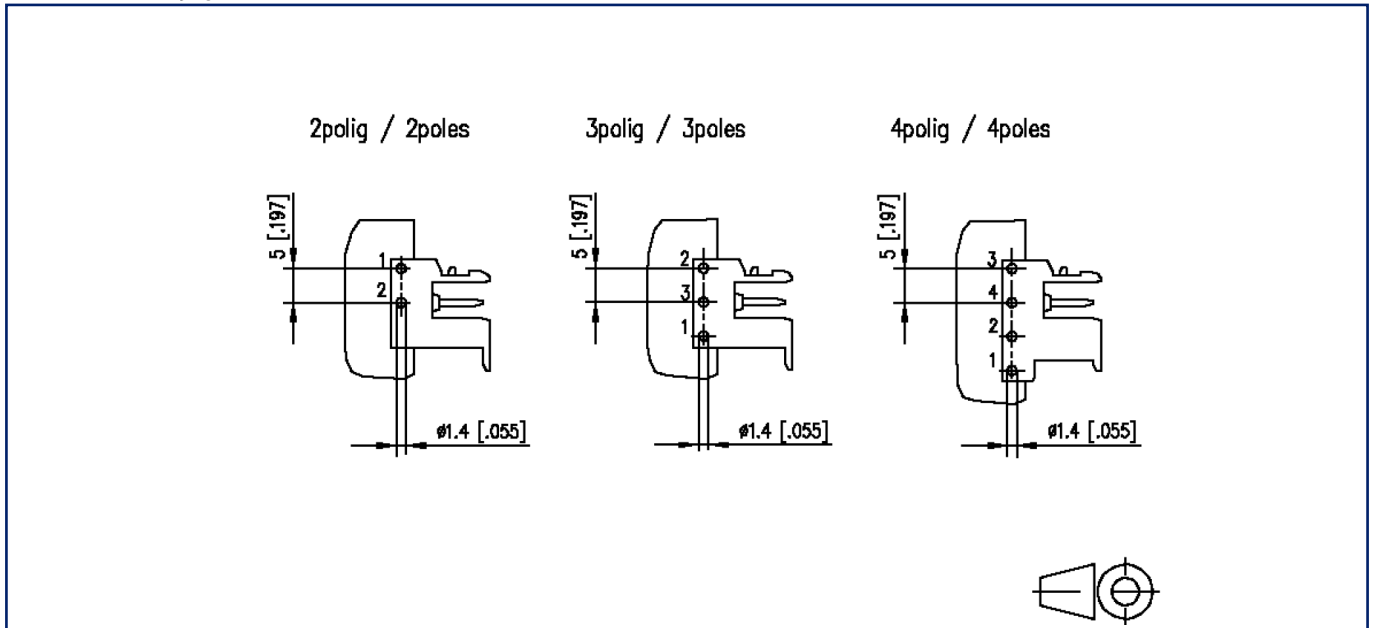 2polig / 2poles
3polig / 3poles
4polig / 4poles
5 [.197]
1
2
ø1.4 [.055]
5 [.197]
2
3
1
ø1.4 [.055]
5 [.197]
3
4
2
1
ø1.4 [.055]